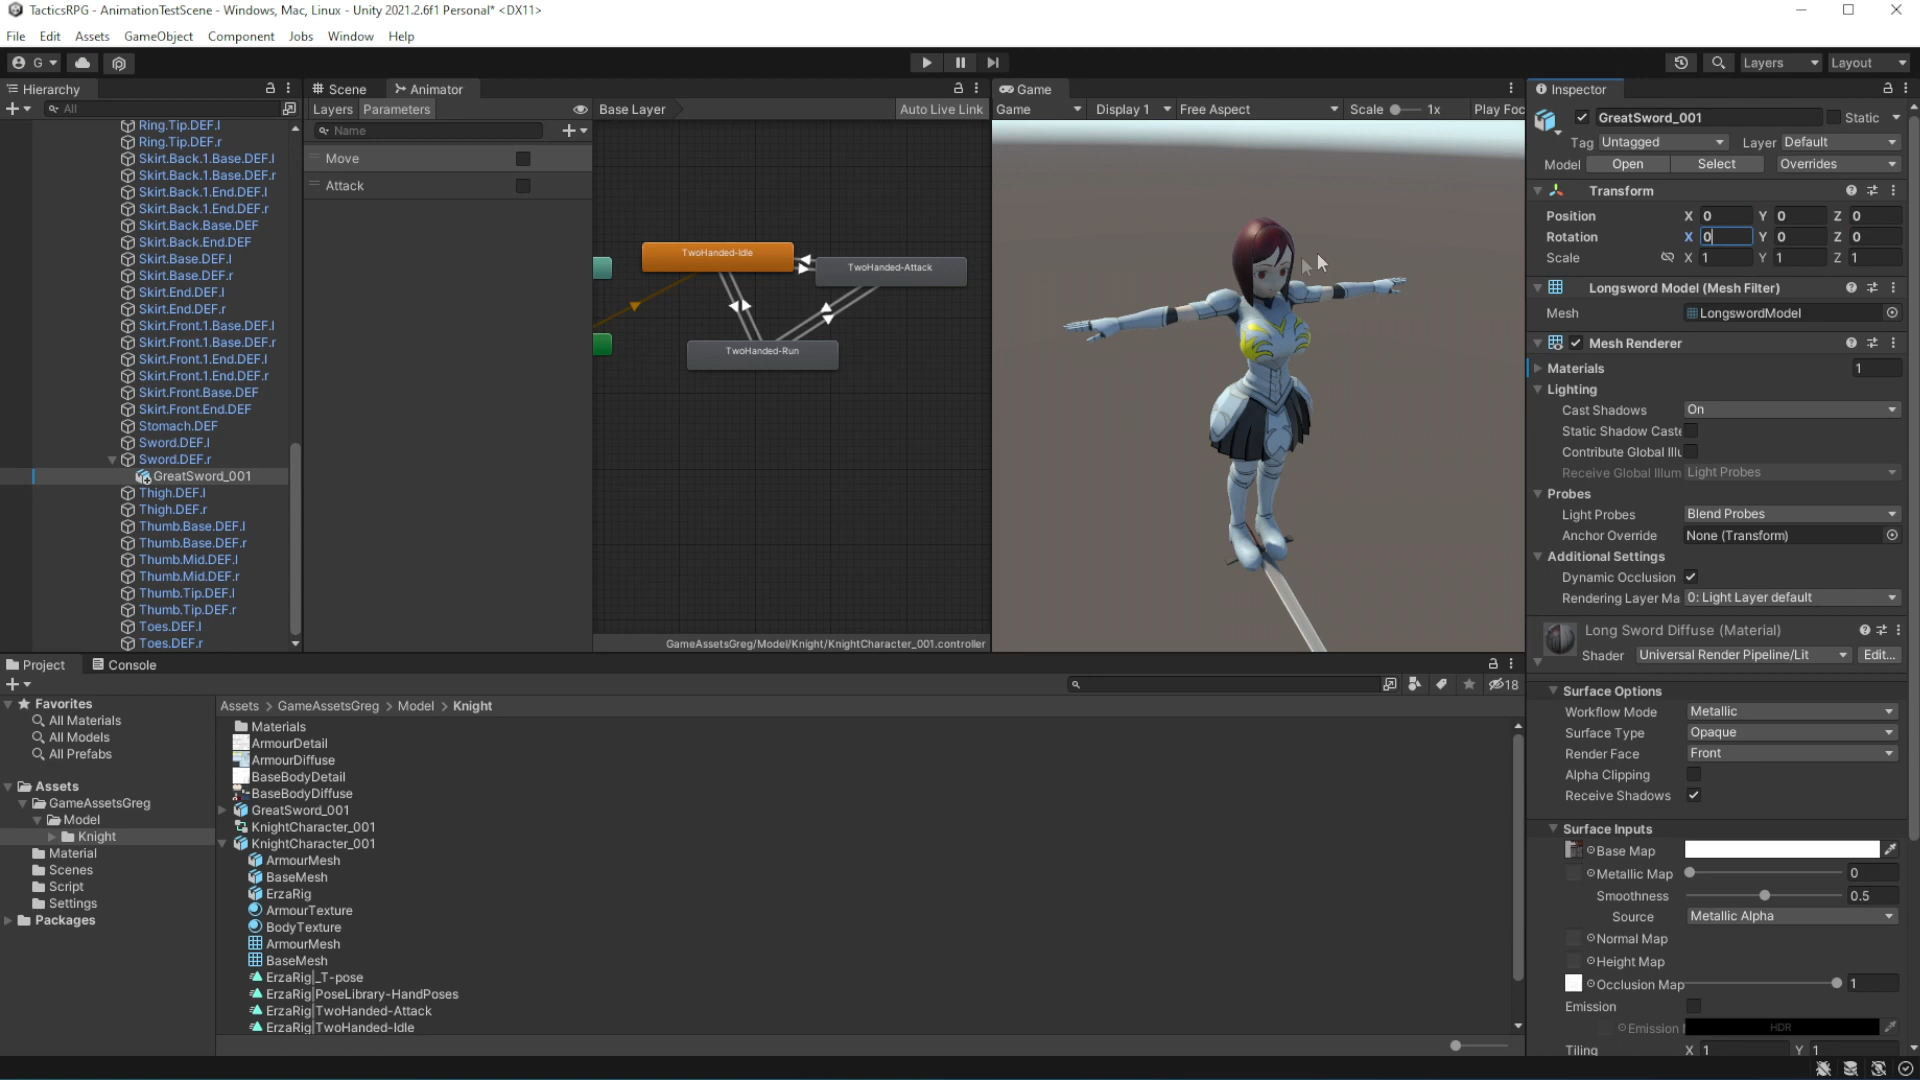 TacticsRPG - AnimationTestScene - Windows, Mac, Linux - Unity 2021.2.6f1 Personal* <DX11>
File Edit Assets GameObject Component Jobs Window Help
G
Layers
Layout
Hierarchy
All
Ring.Tip.DEF.l
Ring.Tip.DEF.r
Skirt.Back.1.Base.DEF.l
Skirt.Back.1.Base.DEF.r
Skirt.Back.1.End.DEF.l
Skirt.Back.1.End.DEF.r
Skirt.Back.Base.DEF
Skirt.Back.End.DEF
Skirt.Base.DEF.l
Skirt.Base.DEF.r
Skirt.End.DEF.l
Skirt.End.DEF.r
Skirt.Front.1.Base.DEF.l
Skirt.Front.1.Base.DEF.r
Skirt.Front.1.End.DEF.l
Skirt.Front.1.End.DEF.r
Skirt.Front.Base.DEF
Skirt.Front.End.DEF
Stomach.DEF
Sword.DEF.l
Sword.DEF.r
GreatSword_001
Thigh.DEF.l
Thigh.DEF.r
Thumb.Base.DEF.l
Thumb.Base.DEF.r
Thumb.Mid.DEF.l
Thumb.Mid.DEF.r
Thumb.Tip.DEF.l
Thumb.Tip.DEF.r
Toes.DEF.l
Toes.DEF.r
Scene
Animator
Layers Parameters
Base Layer
Auto Live Link
Name
Move
Attack
TwoHanded-Idle
TwoHanded-Attack
TwoHanded-Run
GameAssetsGreg/Model/Knight/KnightCharacter_001.controller
Game
Game
Display 1
Free Aspect
Scale
1x
Play Foc
Inspector
GreatSword_001
Static
Tag Untagged
Layer Default
Model Open Select Overrides
Transform
Position X 0 Y 0 Z 0
Rotation X 0 Y 0 Z 0
Scale X 1 Y 1 Z 1
Longsword Model (Mesh Filter)
Mesh LongswordModel
Mesh Renderer
Materials 1
Lighting
Cast Shadows On
Static Shadow Caste
Contribute Global Illu
Receive Global Illum Light Probes
Probes
Light Probes Blend Probes
Anchor Override None (Transform)
Additional Settings
Dynamic Occlusion
Rendering Layer Ma 0: Light Layer default
Long Sword Diffuse (Material)
Shader Universal Render Pipeline/Lit Edit...
Surface Options
Workflow Mode Metallic
Surface Type Opaque
Render Face Front
Alpha Clipping
Receive Shadows
Surface Inputs
Base Map
Metallic Map 0
Smoothness 0.5
Source Metallic Alpha
Normal Map
Height Map
Occlusion Map 1
Emission
Emission HDR
Tiling X 1 Y 1
Project
Console
18
Favorites
All Materials
All Models
All Prefabs
Assets
GameAssetsGreg
Model
Knight
Material
Scenes
Script
Settings
Packages
Assets > GameAssetsGreg > Model > Knight
Materials
ArmourDetail
ArmourDiffuse
BaseBodyDetail
BaseBodyDiffuse
GreatSword_001
KnightCharacter_001
KnightCharacter_001
ArmourMesh
BaseMesh
ErzaRig
ArmourTexture
BodyTexture
ArmourMesh
BaseMesh
ErzaRig|_T-pose
ErzaRig|PoseLibrary-HandPoses
ErzaRig|TwoHanded-Attack
ErzaRig|TwoHanded-Idle